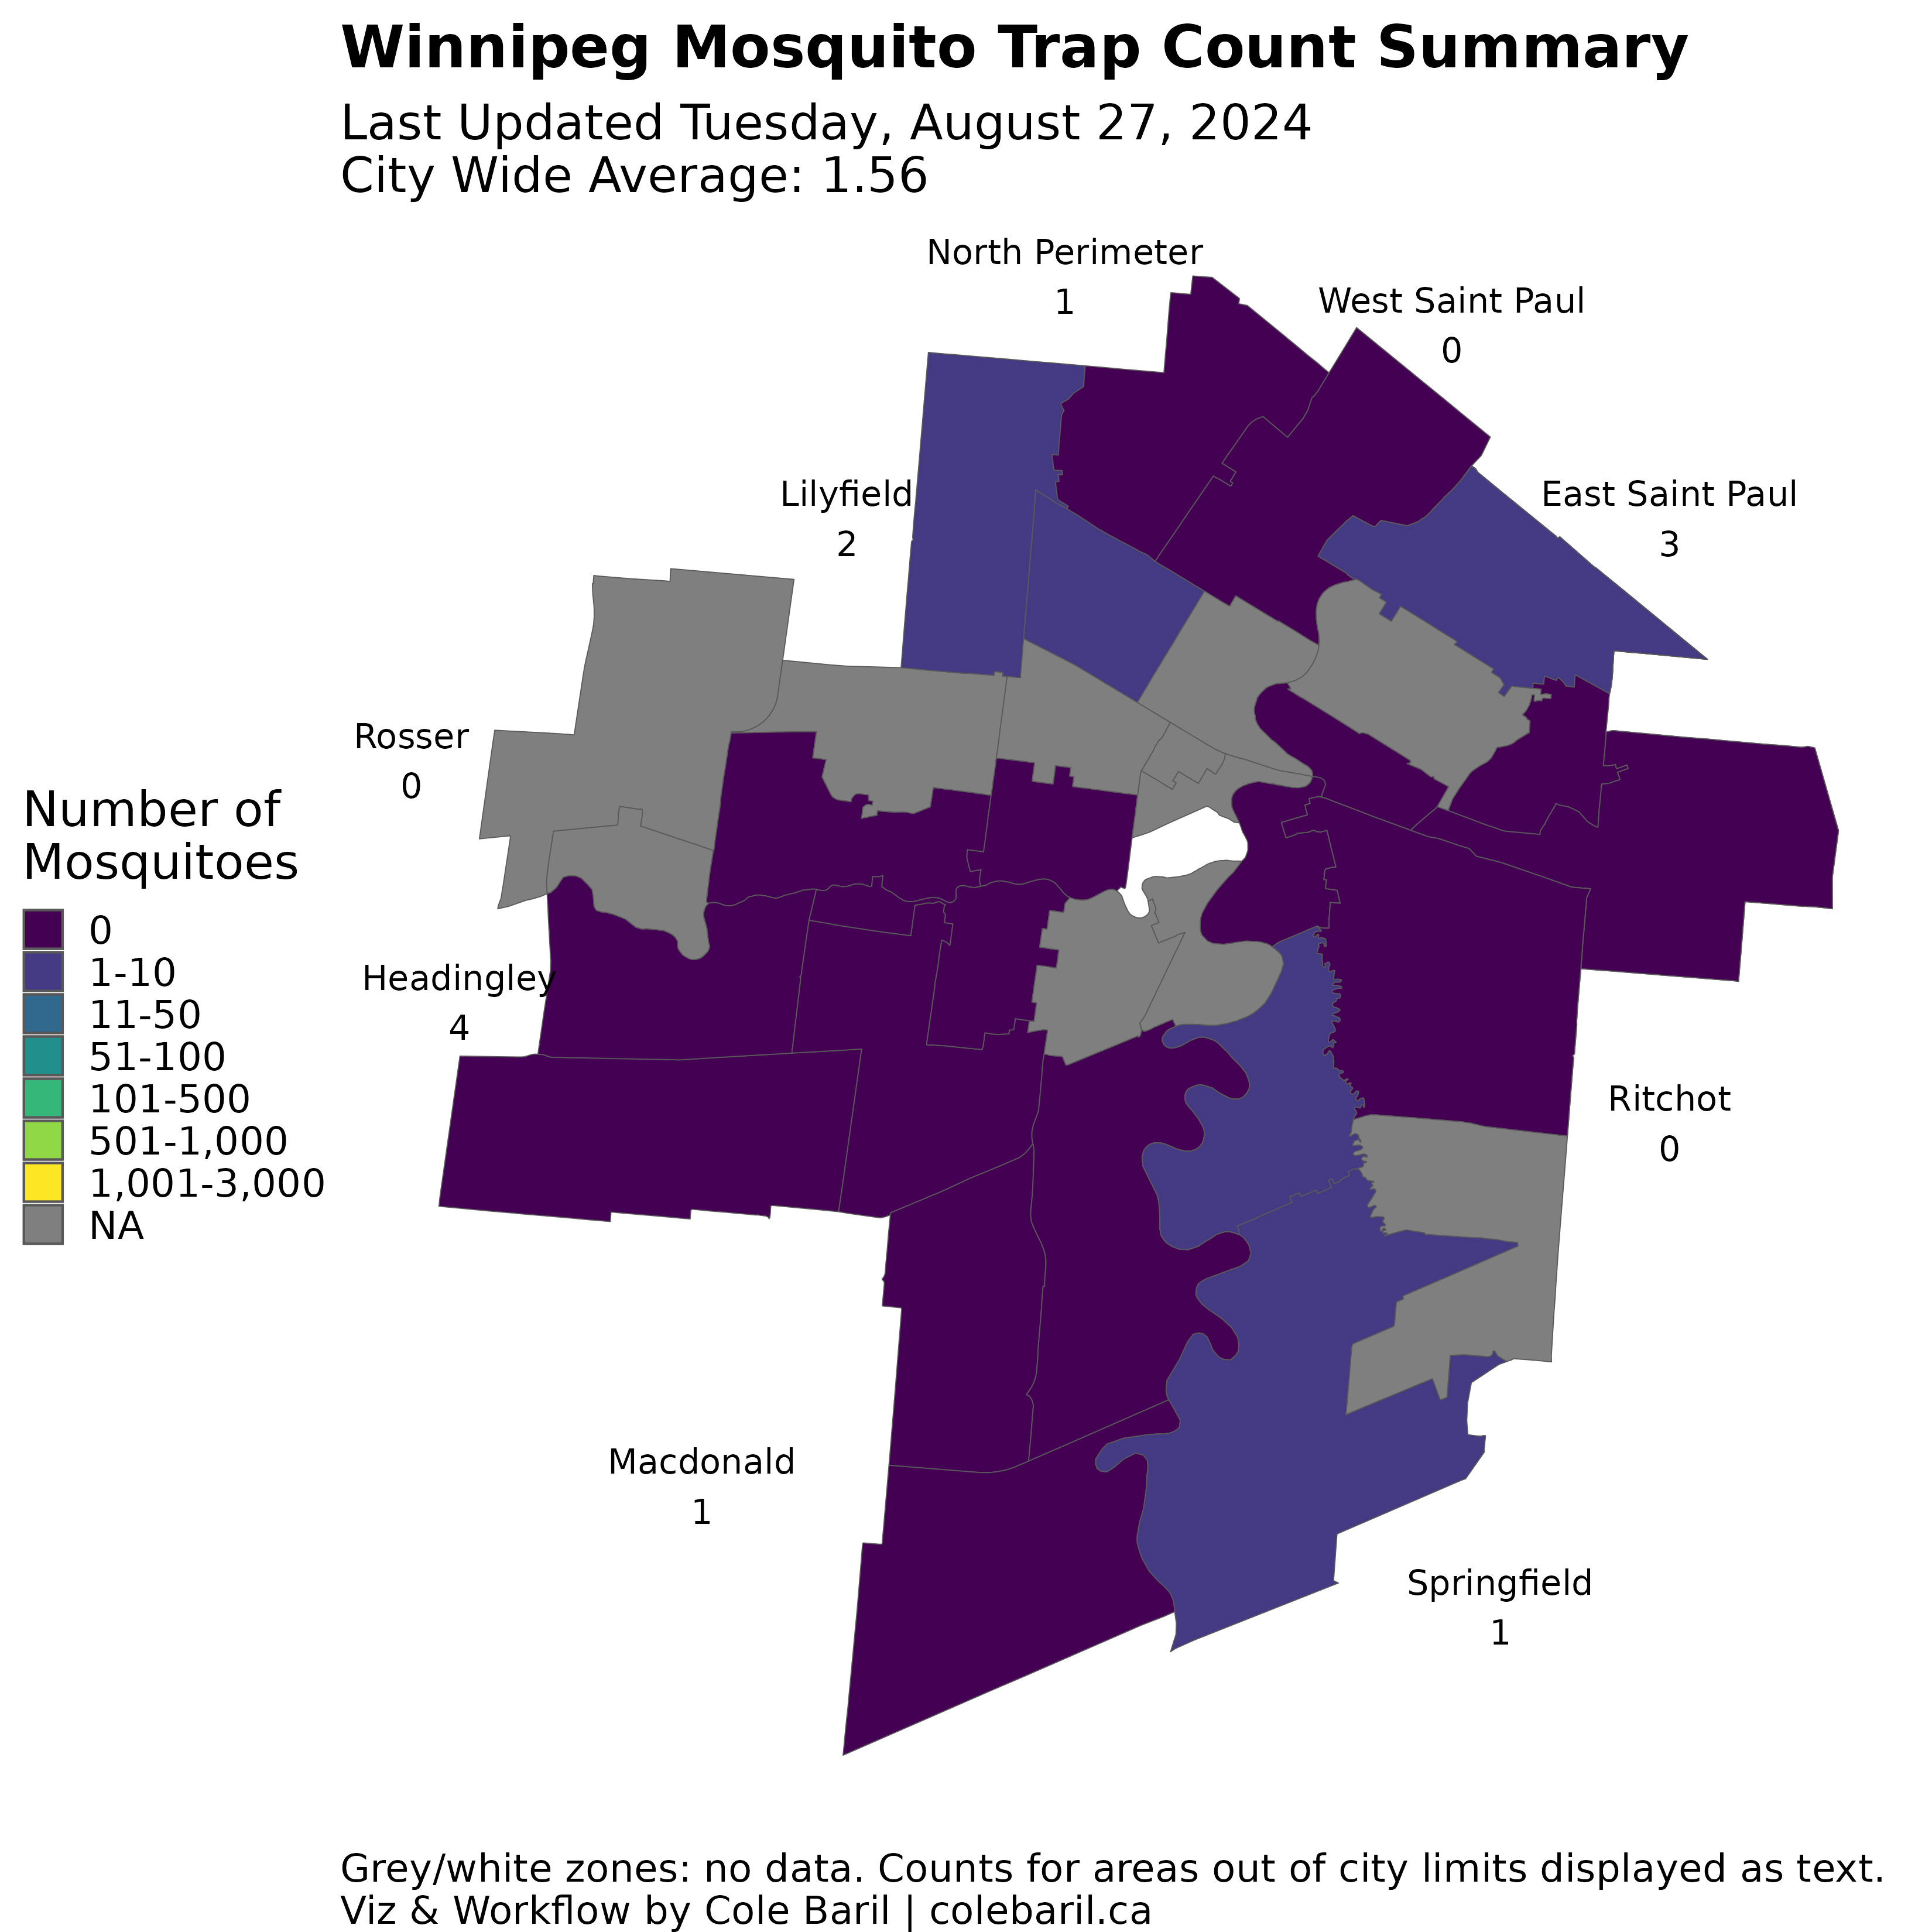 Winnipeg Mosquito Trap Count Summary
Last Updated Tuesday, August 27, 2024
City Wide Average: 1.56
North Perimeter
1
West Saint Paul
0
Lilyfield
2
East Saint Paul
3
Rosser
0
Number of
Mosquitoes
0
1-10
11-50
51-100
101-500
501-1,000
1,001-3,000
NA
Headingley
4
Ritchot
0
Macdonald
1
Springfield
1
Grey/white zones: no data. Counts for areas out of city limits displayed as text.
Viz & Workflow by Cole Baril | colebaril.ca